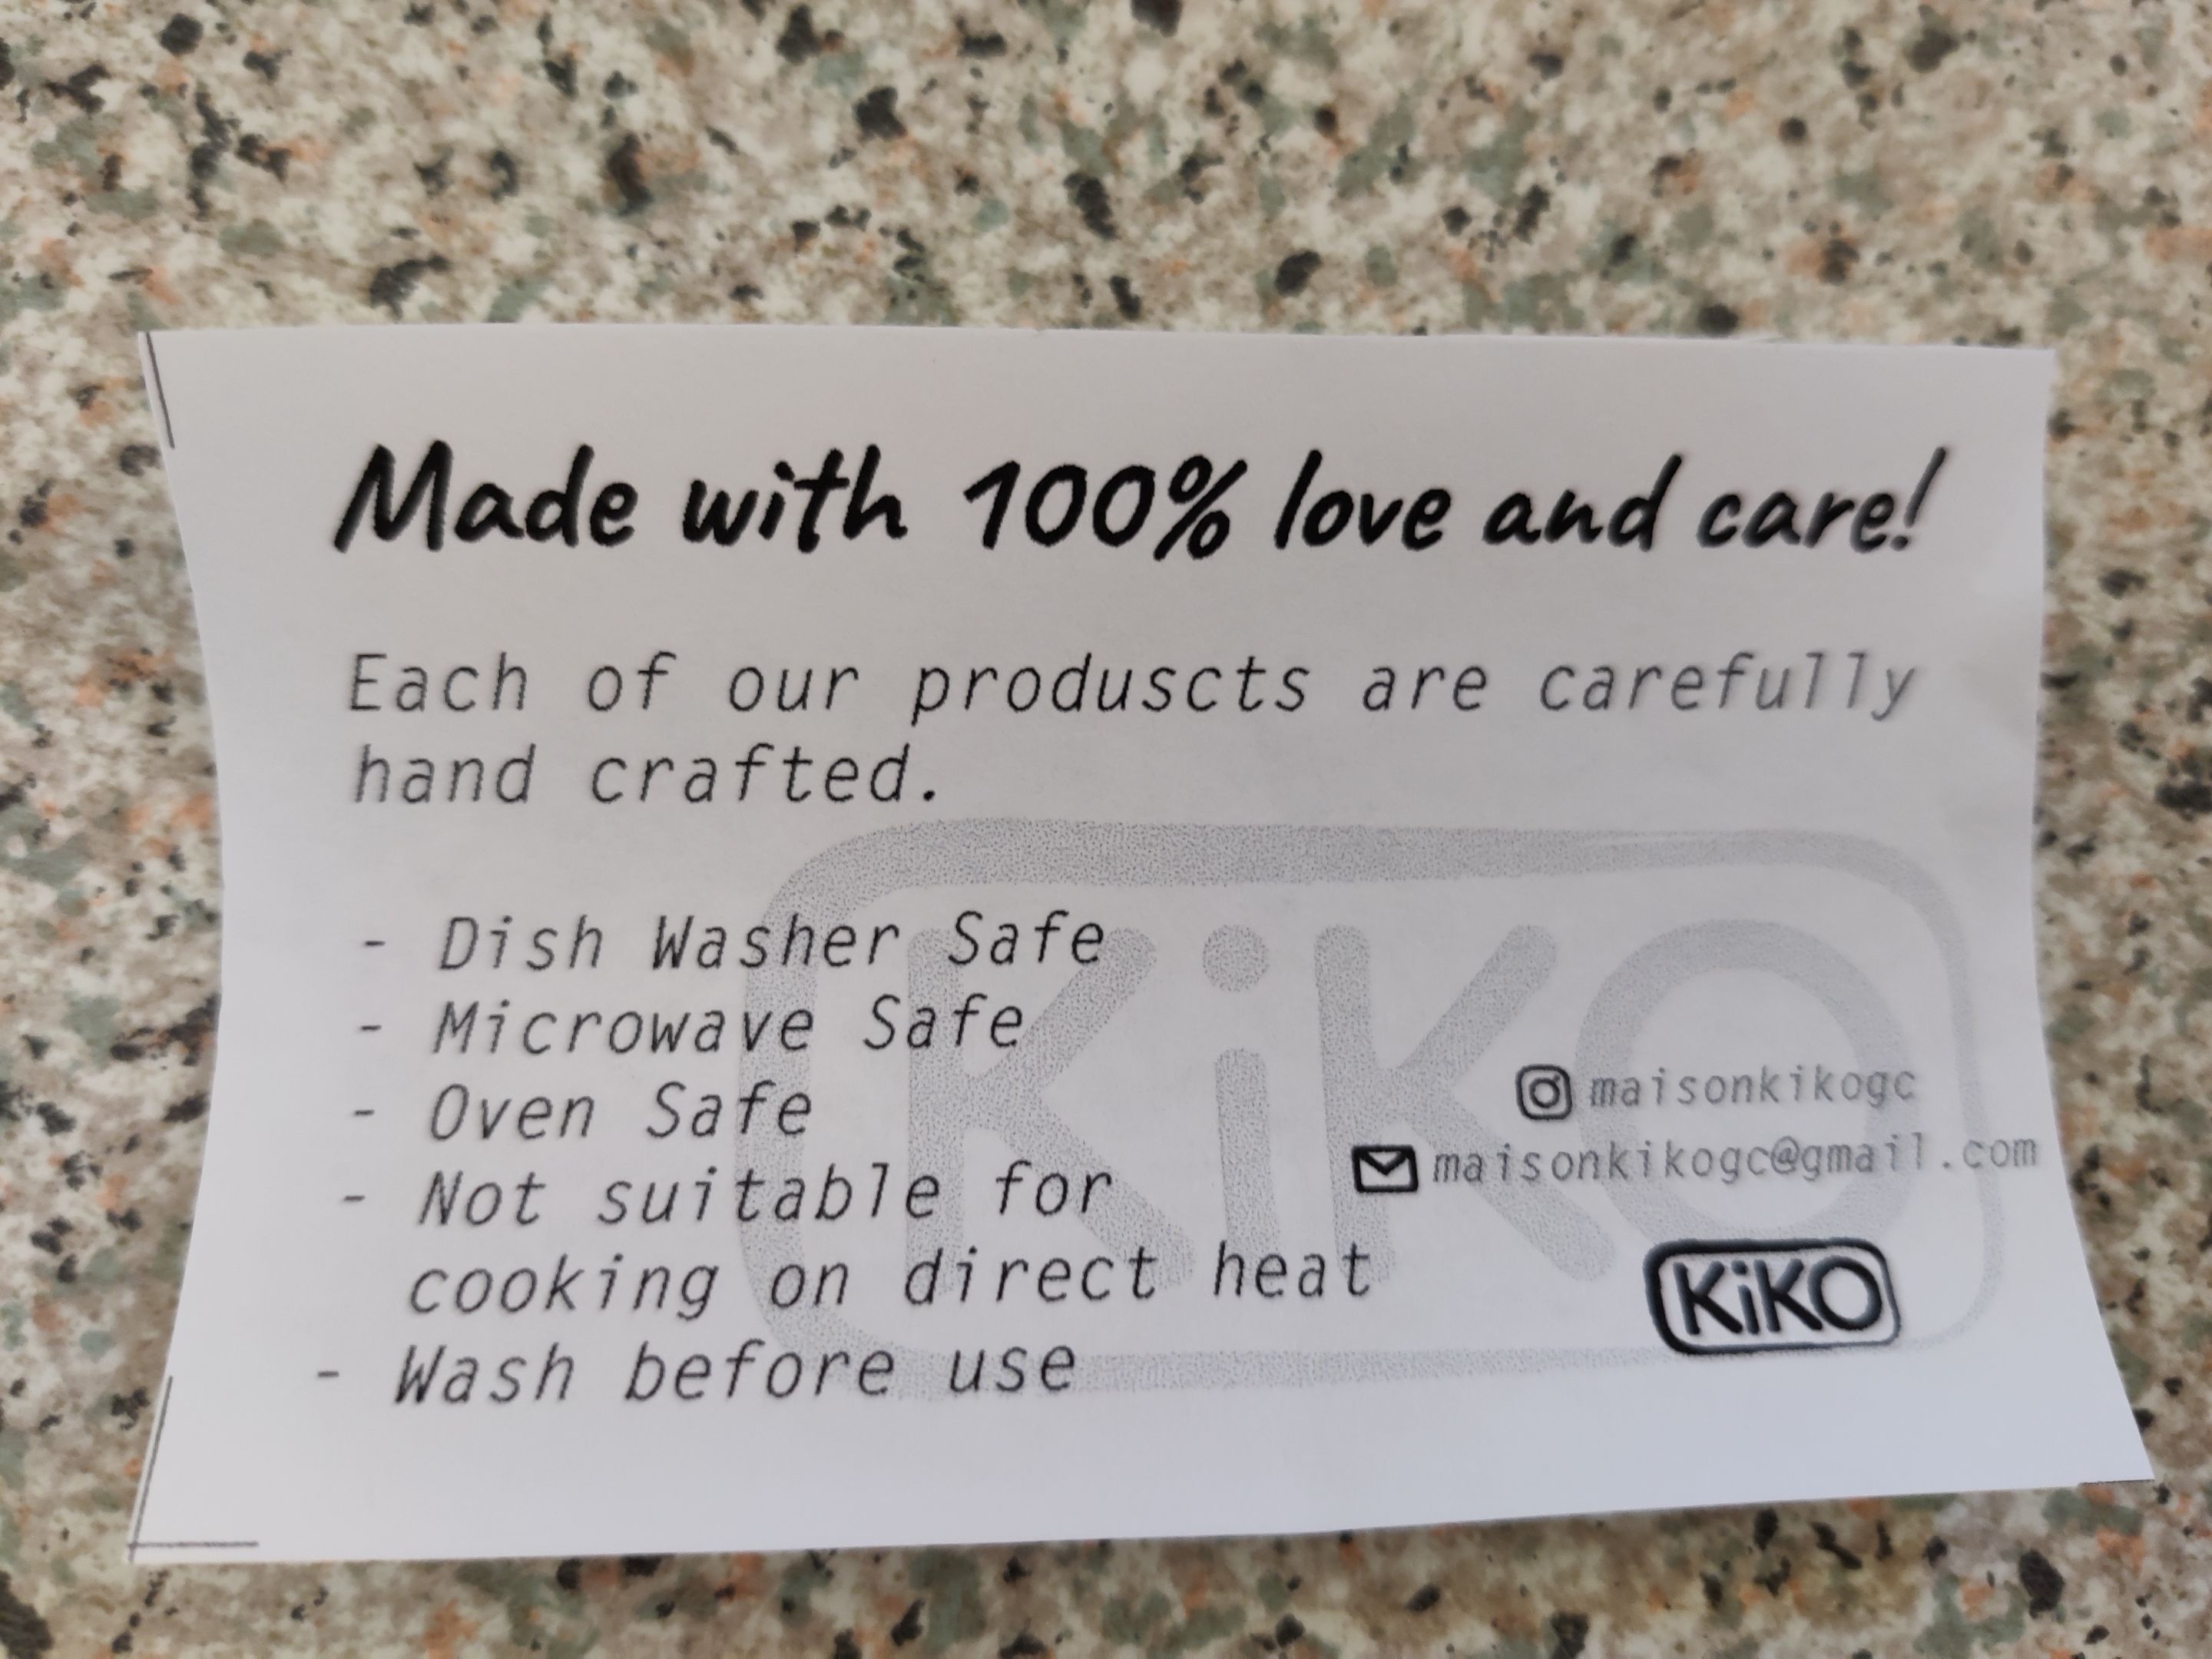 Made with 100% love and care!
Each of our produscts are carefully
hand crafted.
- Dish Washer Safe
- Microwave Safe
- Oven Safe
- Not suitable for
cooking on direct heat
- Wash before use
KiKO
maisonkikogc
maisonkikogc@gmail.com
KiKO